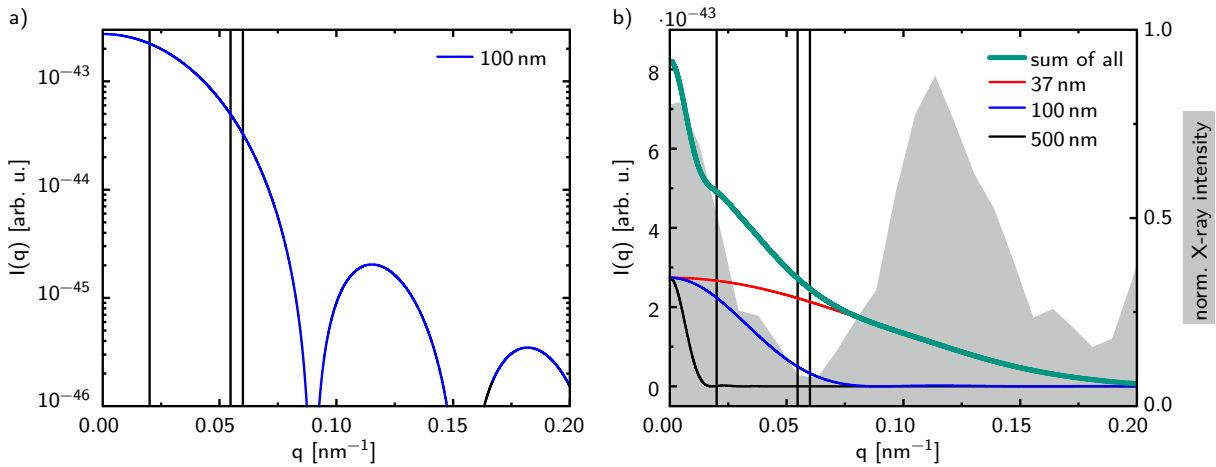 a)
100 nm
10⁻⁴³
10⁻⁴⁴
10⁻⁴⁵
10⁻⁴⁶
I(q) [arb. u.]
0.00
0.05
0.10
0.15
0.20
q [nm⁻¹]
b)
·10⁻⁴³
sum of all
37 nm
100 nm
500 nm
8
6
4
2
0
I(q) [arb. u.]
1.0
0.5
0.0
norm. X-ray intensity
0.00
0.05
0.10
0.15
0.20
q [nm⁻¹]